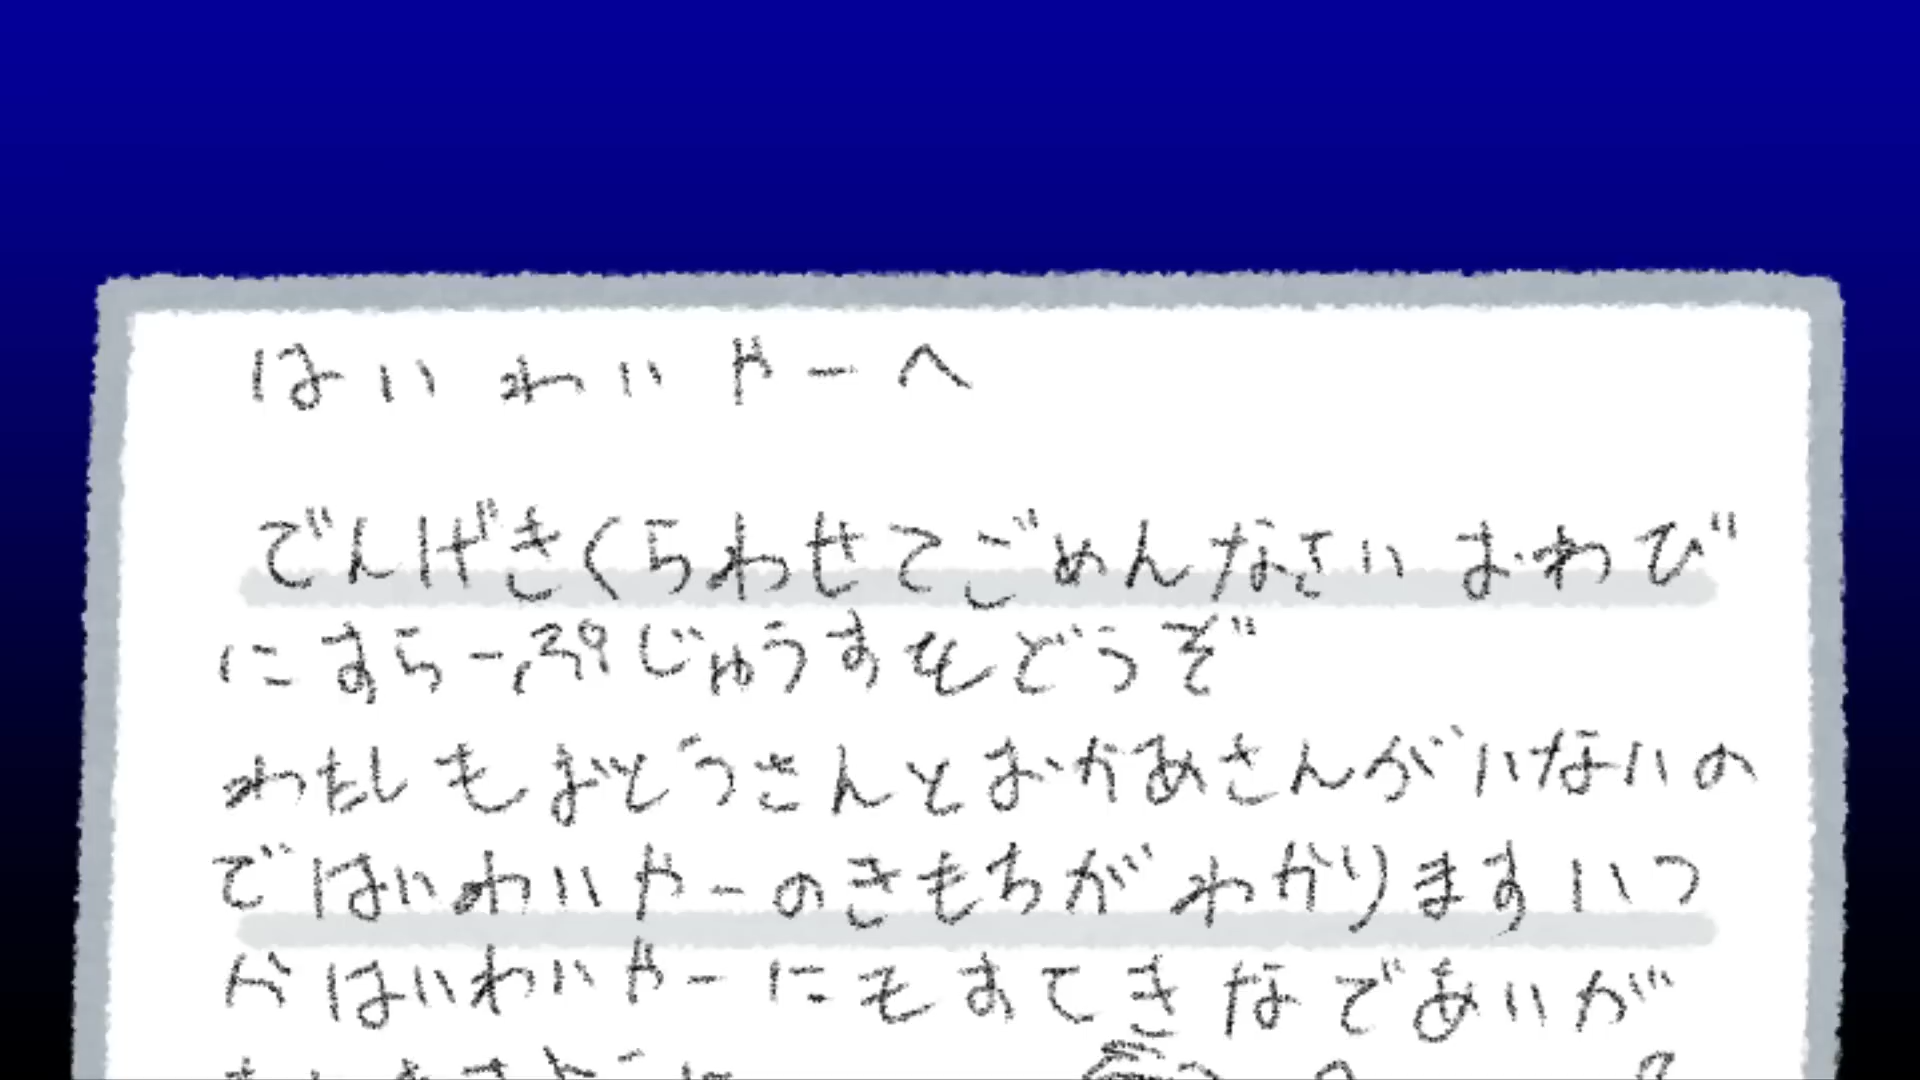 はいわいやーへ
でんげきくらわせてごめんなさい おわび
にすらーぷじゅうすをどうぞ
わたしもおとうさんとおかあさんがいないの
ではいわいやーのきもちがわかりますいつ
かはいわいやーにもすてきなであいが